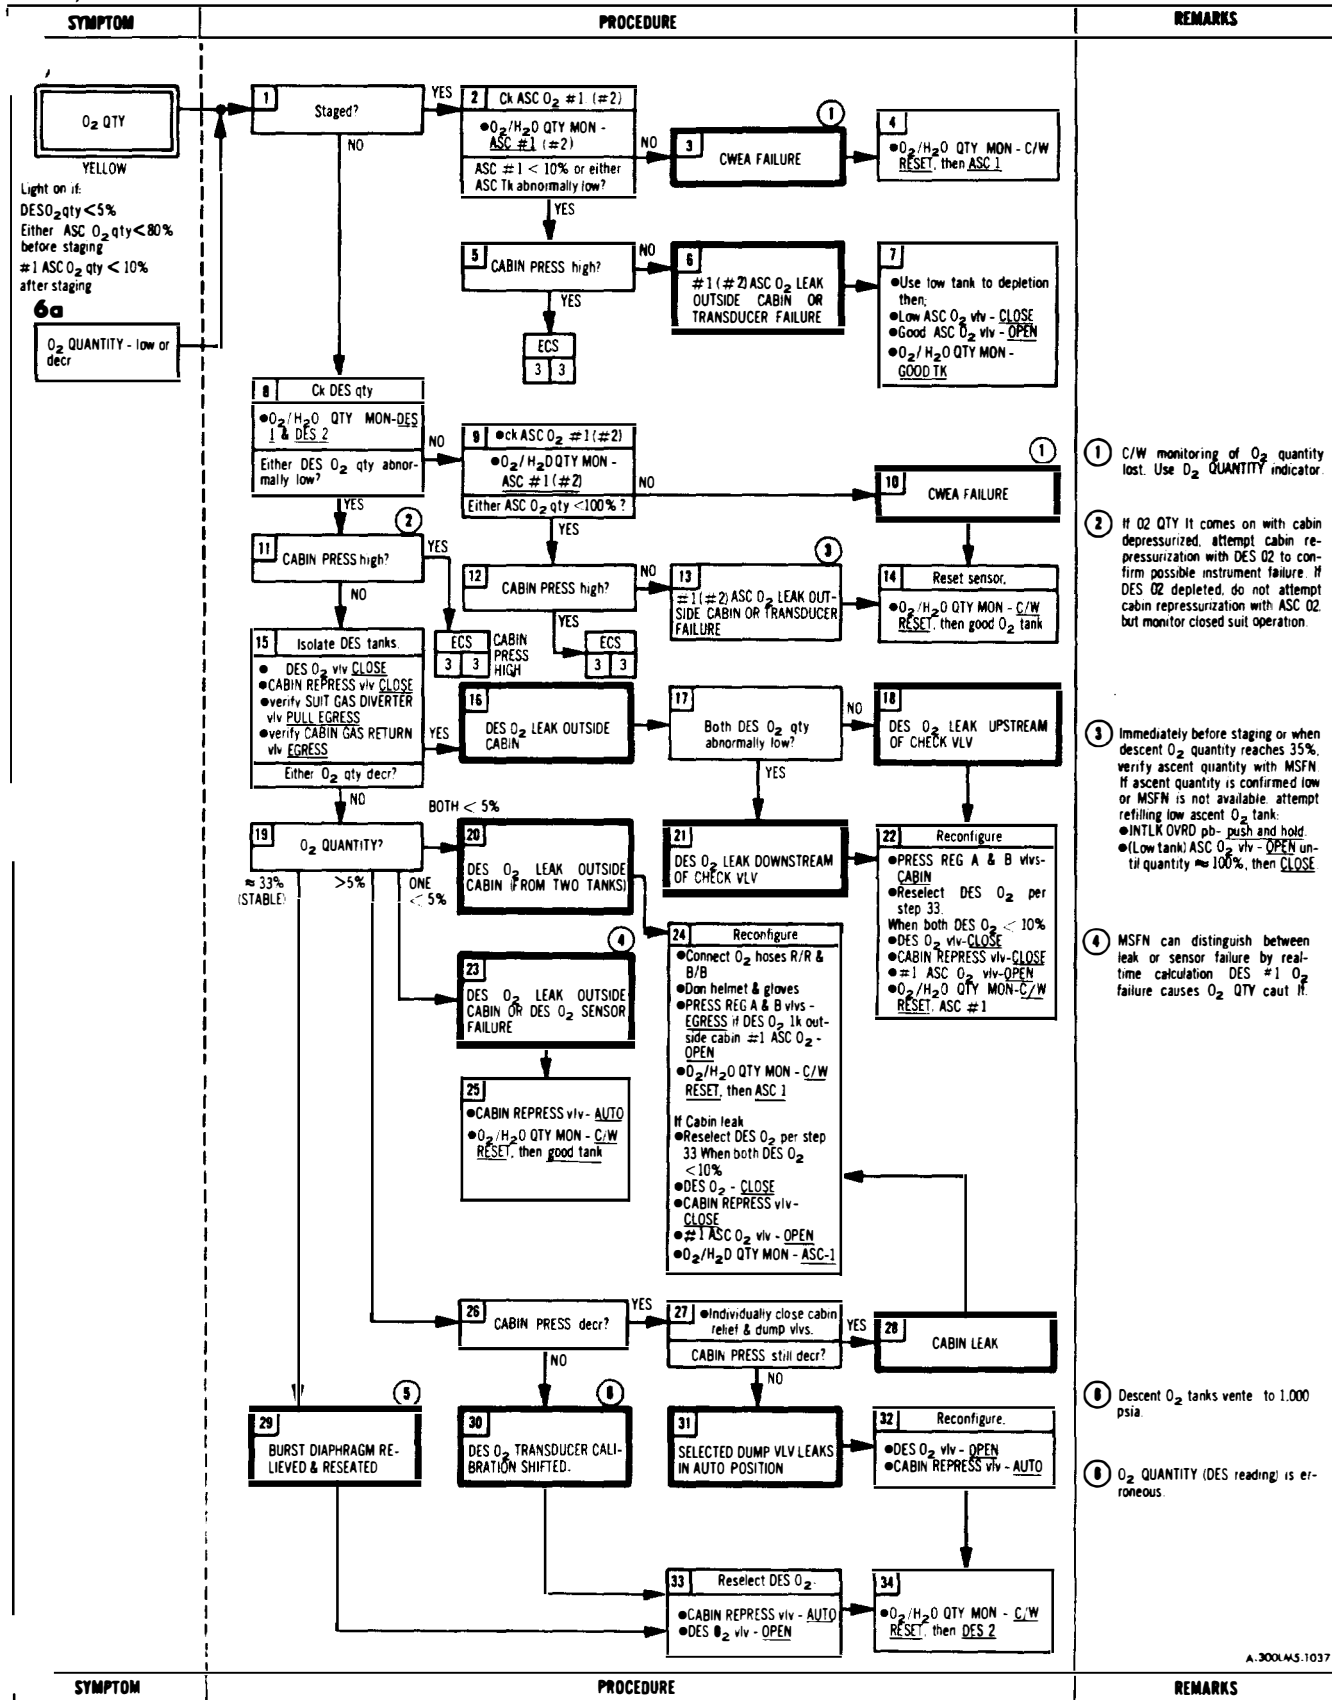 SYMPTOM
PROCEDURE
REMARKS
O2 QTY
YELLOW
Light on if:
DESO2 qty <5%
Either ASC O2 qty<80%
before staging
#1 ASC O2 qty < 10%
after staging
6a
O2 QUANTITY - low or
decr
1
Staged?
YES
NO
2 Ck ASC O2 #1 (#2)
●O2/H2O QTY MON -
ASC #1 (#2)
ASC #1 < 10% or either
ASC Tk abnormally low?
NO
YES
1
3
CWEA FAILURE
4
●O2/H2O QTY MON - C/W
RESET, then ASC 1
5
CABIN PRESS high?
NO
YES
ECS
3 3
6
#1 (#2) ASC O2 LEAK
OUTSIDE CABIN OR
TRANSDUCER FAILURE
7
●Use low tank to depletion
then;
●Low ASC O2 vlv - CLOSE
●Good ASC O2 vlv - OPEN
●O2/ H2O QTY MON -
GOOD TK
8 Ck DES qty
●O2/H2O QTY MON-DES
1 & DES 2
Either DES O2 qty abnor-
mally low?
NO
YES
9 ●ck ASC O2 #1(#2)
●O2/ H2O QTY MON -
ASC #1 (#2)
Either ASC O2 qty <100% ?
NO
YES
1
10
CWEA FAILURE
2
11
CABIN PRESS high?
YES
NO
12
CABIN PRESS high?
NO
YES
3
13
#1 (#2) ASC O2 LEAK OUT-
SIDE CABIN OR TRANSDUCER
FAILURE
14 Reset sensor.
●O2/H2O QTY MON - C/W
RESET, then good O2 tank
15 Isolate DES tanks.
● DES O2 vlv CLOSE
●CABIN REPRESS vlv CLOSE
●verify SUIT GAS DIVERTER
vlv PULL EGRESS
●verify CABIN GAS RETURN
vlv EGRESS
Either O2 qty decr?
YES
NO
ECS
3 3
CABIN
PRESS
HIGH
ECS
3 3
16
DES O2 LEAK OUTSIDE
CABIN
17
Both DES O2 qty
abnormally low?
NO
YES
18
DES O2 LEAK UPSTREAM
OF CHECK VLV
19
O2 QUANTITY?
BOTH < 5%
≈ 33%
(STABLE)
>5%
ONE
< 5%
20
DES O2 LEAK OUTSIDE
CABIN (FROM TWO TANKS)
21
DES O2 LEAK DOWNSTREAM
OF CHECK VLV
22 Reconfigure
●PRESS REG A & B vlvs-
CABIN
●Reselect DES O2 per
step 33.
When both DES O2 < 10%
●DES O2 vlv-CLOSE
●CABIN REPRESS vlv-CLOSE
●#1 ASC O2 vlv-OPEN
●O2/H2O QTY MON-C/W
RESET, ASC #1
4
23
DES O2 LEAK OUTSIDE
CABIN OR DES O2 SENSOR
FAILURE
24 Reconfigure
●Connect O2 hoses R/R &
B/B
●Don helmet & gloves
●PRESS REG A & B vlvs -
EGRESS if DES O2 lk out-
side cabin #1 ASC O2 -
OPEN
●O2/H2O QTY MON - C/W
RESET, then ASC 1
If Cabin leak
●Reselect DES O2 per step
33 When both DES O2
<10%
●DES O2 - CLOSE
●CABIN REPRESS vlv-
CLOSE
●#1 ASC O2 vlv - OPEN
●O2/H2O QTY MON - ASC-1
25
●CABIN REPRESS vlv- AUTO
●O2/H2O QTY MON - C/W
RESET, then good tank
26
CABIN PRESS decr?
YES
NO
27 ●Individually close cabin
relief & dump vlvs.
CABIN PRESS still decr?
YES
NO
28
CABIN LEAK
5
29
BURST DIAPHRAGM RE-
LIEVED & RESEATED
6
30
DES O2 TRANSDUCER CALI-
BRATION SHIFTED.
31
SELECTED DUMP VLV LEAKS
IN AUTO POSITION
32 Reconfigure.
●DES O2 vlv - OPEN
●CABIN REPRESS vlv - AUTO
33 Reselect DES O2.
●CABIN REPRESS vlv - AUTO
●DES O2 vlv - OPEN
34
●O2/H2O QTY MON - C/W
RESET, then DES 2
1 C/W monitoring of O2 quantity
lost. Use O2 QUANTITY indicator.
2 If O2 QTY lt comes on with cabin
depressurized, attempt cabin re-
pressurization with DES O2 to con-
firm possible instrument failure. If
DES O2 depleted, do not attempt
cabin repressurization with ASC O2,
but monitor closed suit operation.
3 Immediately before staging or when
descent O2 quantity reaches 35%,
verify ascent quantity with MSFN.
If ascent quantity is confirmed low
or MSFN is not available, attempt
refilling low ascent O2 tank:
●INTLK OVRD pb- push and hold.
●(Low tank) ASC O2 vlv - OPEN un-
til quantity ≈ 100%, then CLOSE.
4 MSFN can distinguish between
leak or sensor failure by real-
time calculation DES #1 O2
failure causes O2 QTY caut lt.
6 Descent O2 tanks vente to 1,000
psia.
6 O2 QUANTITY (DES reading) is er-
roneous.
A-300LM5-1037
SYMPTOM
PROCEDURE
REMARKS